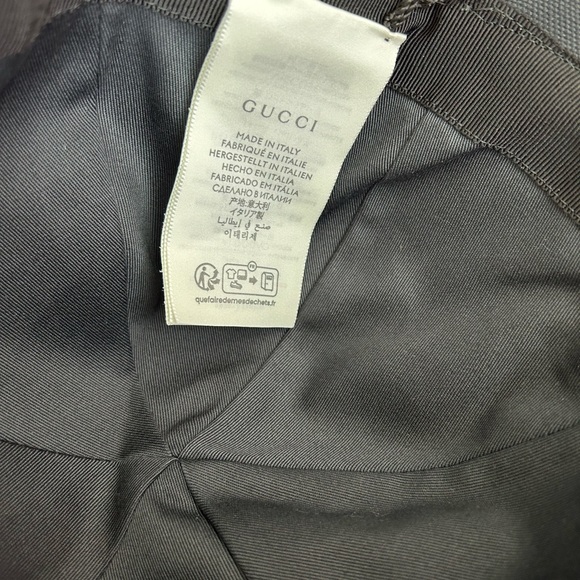 GUCCI
MADE IN ITALY
FABRIQUÉ EN ITALIE
HERGESTELLT IN ITALIEN
HECHO EN ITALIA
FABRICADO EM ITÁLIA
СДЕЛАНО В ИТАЛИИ
产地:意大利
イタリア製
صنع في إيطاليا
이태리제
quefairedemesdechets.fr